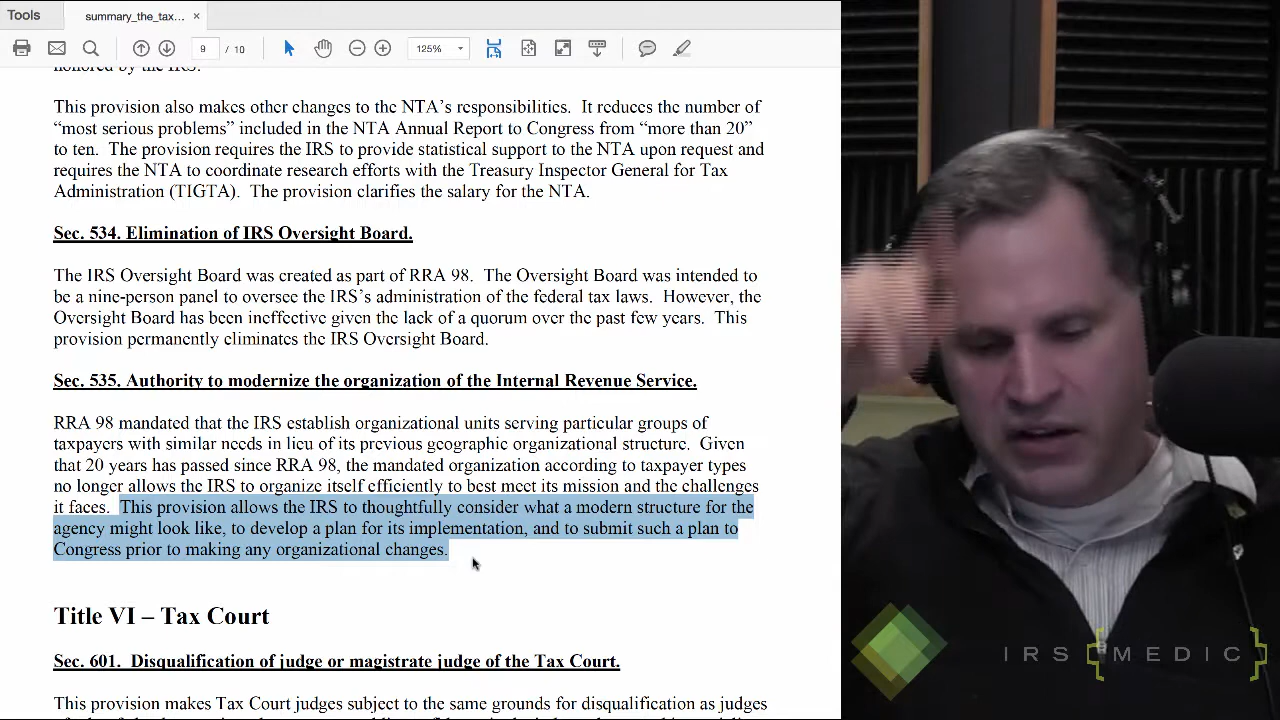 Tools
summary_the_tax... ×
9 / 10
125%
honored by the IRS.
This provision also makes other changes to the NTA’s responsibilities. It reduces the number of
“most serious problems” included in the NTA Annual Report to Congress from “more than 20”
to ten. The provision requires the IRS to provide statistical support to the NTA upon request and
requires the NTA to coordinate research efforts with the Treasury Inspector General for Tax
Administration (TIGTA). The provision clarifies the salary for the NTA.
Sec. 534. Elimination of IRS Oversight Board.
The IRS Oversight Board was created as part of RRA 98. The Oversight Board was intended to
be a nine-person panel to oversee the IRS’s administration of the federal tax laws. However, the
Oversight Board has been ineffective given the lack of a quorum over the past few years. This
provision permanently eliminates the IRS Oversight Board.
Sec. 535. Authority to modernize the organization of the Internal Revenue Service.
RRA 98 mandated that the IRS establish organizational units serving particular groups of
taxpayers with similar needs in lieu of its previous geographic organizational structure. Given
that 20 years has passed since RRA 98, the mandated organization according to taxpayer types
no longer allows the IRS to organize itself efficiently to best meet its mission and the challenges
it faces. This provision allows the IRS to thoughtfully consider what a modern structure for the
agency might look like, to develop a plan for its implementation, and to submit such a plan to
Congress prior to making any organizational changes.
Title VI – Tax Court
Sec. 601. Disqualification of judge or magistrate judge of the Tax Court.
This provision makes Tax Court judges subject to the same grounds for disqualification as judges
IRS{MEDIC}